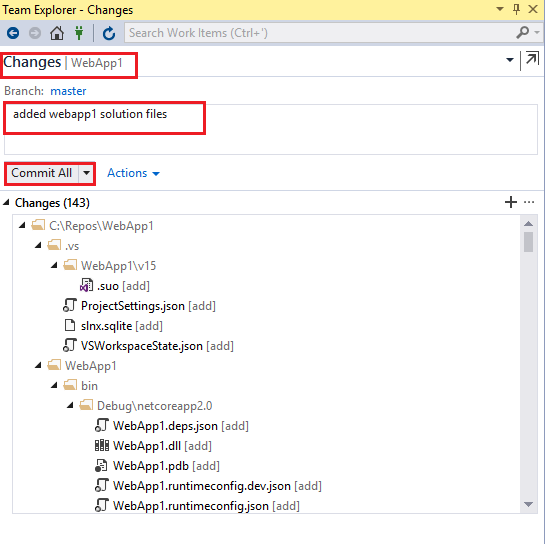 Team Explorer - Changes
Search Work Items (Ctrl+')
Changes | WebApp1
Branch: master
added webapp1 solution files
Commit All Actions
Changes (143)
C:\Repos\WebApp1
.vs
WebApp1\v15
.suo [add]
ProjectSettings.json [add]
slnx.sqlite [add]
VSWorkspaceState.json [add]
WebApp1
bin
Debug\netcoreapp2.0
WebApp1.deps.json [add]
WebApp1.dll [add]
WebApp1.pdb [add]
WebApp1.runtimeconfig.dev.json [add]
WebApp1.runtimeconfig.json [add]